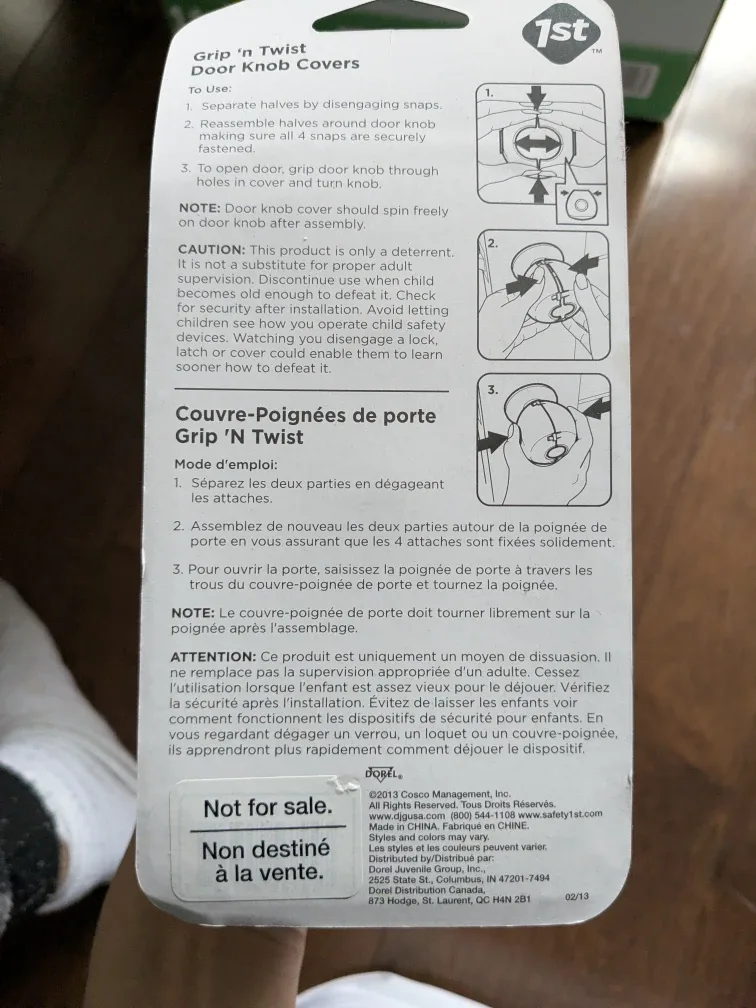 1st
TM
Grip 'n Twist
Door Knob Covers
To Use:
1. Separate halves by disengaging snaps.
2. Reassemble halves around door knob
making sure all 4 snaps are securely
fastened.
3. To open door, grip door knob through
holes in cover and turn knob.
NOTE: Door knob cover should spin freely
on door knob after assembly.
CAUTION: This product is only a deterrent.
It is not a substitute for proper adult
supervision. Discontinue use when child
becomes old enough to defeat it. Check
for security after installation. Avoid letting
children see how you operate child safety
devices. Watching you disengage a lock,
latch or cover could enable them to learn
sooner how to defeat it.
1.
2.
3.
Couvre-Poignées de porte
Grip 'N Twist
Mode d'emploi:
1. Séparez les deux parties en dégageant
les attaches.
2. Assemblez de nouveau les deux parties autour de la poignée de
porte en vous assurant que les 4 attaches sont fixées solidement.
3. Pour ouvrir la porte, saisissez la poignée de porte à travers les
trous du couvre-poignée de porte et tournez la poignée.
NOTE: Le couvre-poignée de porte doit tourner librement sur la
poignée après l'assemblage.
ATTENTION: Ce produit est uniquement un moyen de dissuasion. Il
ne remplace pas la supervision appropriée d'un adulte. Cessez
l'utilisation lorsque l'enfant est assez vieux pour le déjouer. Vérifiez
la sécurité après l'installation. Évitez de laisser les enfants voir
comment fonctionnent les dispositifs de sécurité pour enfants. En
vous regardant dégager un verrou, un loquet ou un couvre-poignée,
ils apprendront plus rapidement comment déjouer le dispositif.
Not for sale.
Non destiné
à la vente.
DOREL®
©2013 Cosco Management, Inc.
All Rights Reserved. Tous Droits Réservés.
www.djgusa.com (800) 544-1108 www.safety1st.com
Made in CHINA. Fabriqué en CHINE.
Styles and colors may vary.
Les styles et les couleurs peuvent varier.
Distributed by/Distribué par:
Dorel Juvenile Group, Inc.,
2525 State St., Columbus, IN 47201-7494
Dorel Distribution Canada,
873 Hodge, St. Laurent, QC H4N 2B1
02/13